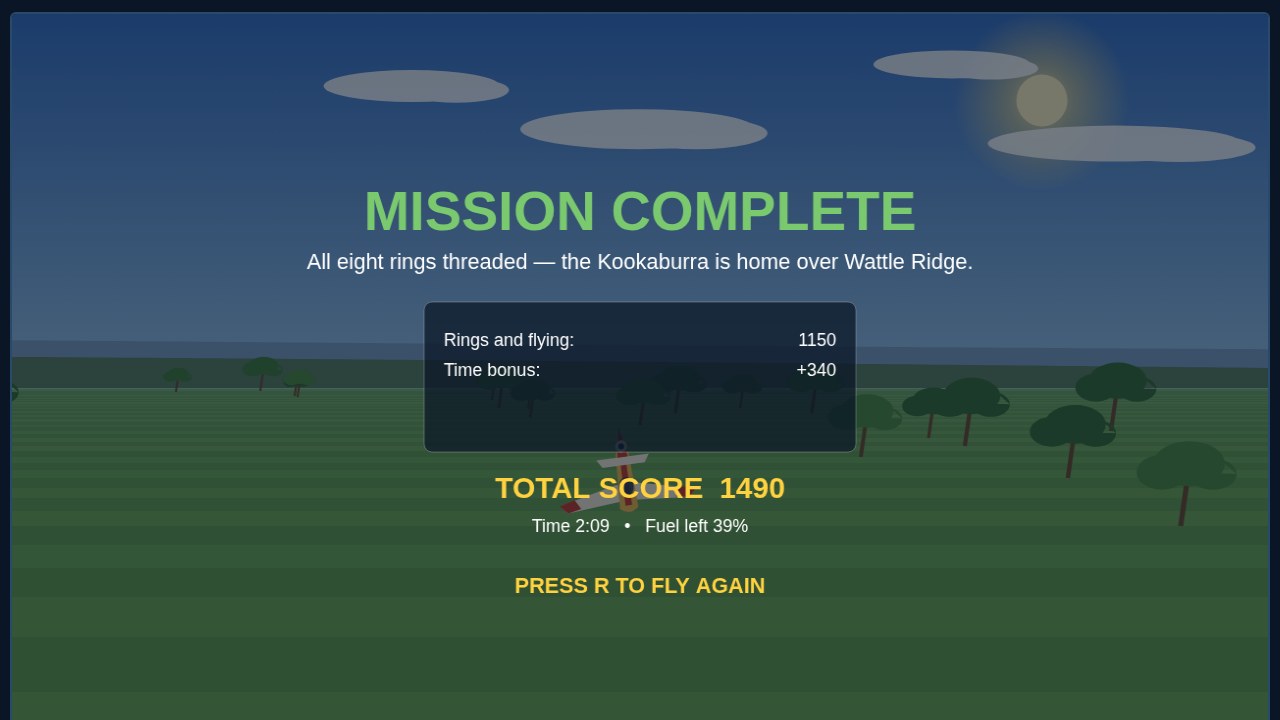 MISSION COMPLETE
All eight rings threaded — the Kookaburra is home over Wattle Ridge.
Rings and flying: 1150
Time bonus: +340
TOTAL SCORE 1490
Time 2:09 • Fuel left 39%
PRESS R TO FLY AGAIN